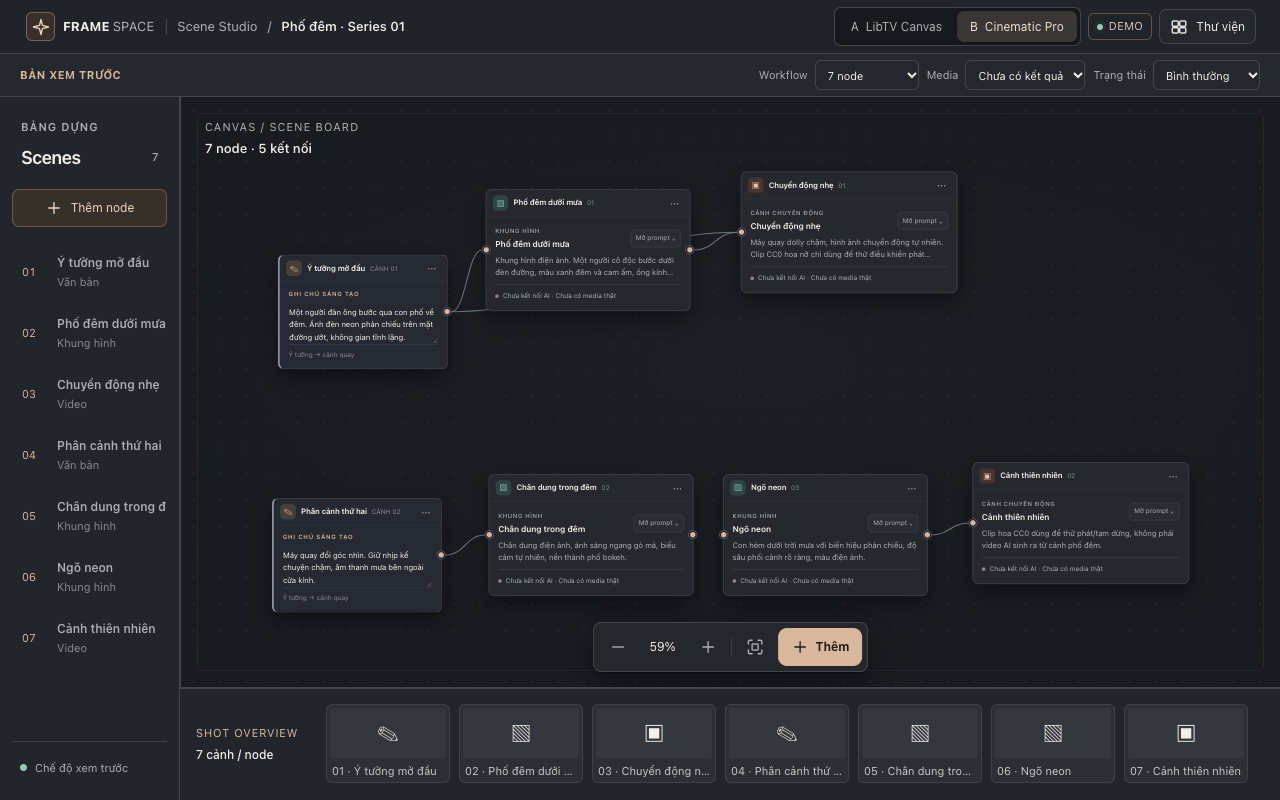 FRAME SPACE
Scene Studio / Phố đêm · Series 01
A LibTV Canvas
B Cinematic Pro
DEMO
Thư viện
BẢN XEM TRƯỚC
Workflow
7 node
Media
Chưa có kết quả
Trạng thái
Bình thường
BẢNG DỰNG
Scenes
7
Thêm node
01
Ý tưởng mở đầu
Văn bản
02
Phố đêm dưới mưa
Khung hình
03
Chuyển động nhẹ
Video
04
Phân cảnh thứ hai
Văn bản
05
Chân dung trong đ
Khung hình
06
Ngõ neon
Khung hình
07
Cảnh thiên nhiên
Video
Chế độ xem trước
CANVAS / SCENE BOARD
7 node · 5 kết nối
Ý tưởng mở đầu CẢNH 01
GHI CHÚ SÁNG TẠO
Một người đàn ông bước qua con phố về
đêm. Ánh đèn neon phản chiếu trên mặt
đường ướt, không gian tĩnh lặng.
Ý tưởng → cảnh quay
Phố đêm dưới mưa 01
KHUNG HÌNH
Phố đêm dưới mưa
Mở prompt
Khung hình điện ảnh. Một người cô độc bước dưới
đèn đường, màu xanh đêm và cam ấm, ống kính...
Chưa kết nối AI · Chưa có media thật
Chuyển động nhẹ 01
CẢNH CHUYỂN ĐỘNG
Chuyển động nhẹ
Mở prompt
Máy quay dolly chậm, hình ảnh chuyển động tự nhiên.
Clip CC0 hoa nở chỉ dùng để thử điều khiển phát...
Chưa kết nối AI · Chưa có media thật
Phân cảnh thứ hai CẢNH 02
GHI CHÚ SÁNG TẠO
Máy quay đổi góc nhìn. Giữ nhịp kể
chuyện chậm, âm thanh mưa bên ngoài
cửa kính.
Ý tưởng → cảnh quay
Chân dung trong đêm 02
KHUNG HÌNH
Chân dung trong đêm
Mở prompt
Chân dung điện ảnh, ánh sáng ngang gò má, biểu
cảm tự nhiên, nền thành phố bokeh.
Chưa kết nối AI · Chưa có media thật
Ngõ neon 03
KHUNG HÌNH
Ngõ neon
Mở prompt
Con hẻm dưới trời mưa với biển hiệu phản chiếu, độ
sâu phối cảnh rõ ràng, màu điện ảnh.
Chưa kết nối AI · Chưa có media thật
Cảnh thiên nhiên 02
CẢNH CHUYỂN ĐỘNG
Cảnh thiên nhiên
Mở prompt
Clip hoa CC0 dùng để thử phát/tạm dừng, không phải
video AI sinh ra từ cảnh phố đêm.
Chưa kết nối AI · Chưa có media thật
59%
Thêm
SHOT OVERVIEW
7 cảnh / node
01 · Ý tưởng mở đầu
02 · Phố đêm dưới ...
03 · Chuyển động n...
04 · Phân cảnh thứ ...
05 · Chân dung tro...
06 · Ngõ neon
07 · Cảnh thiên nhiên